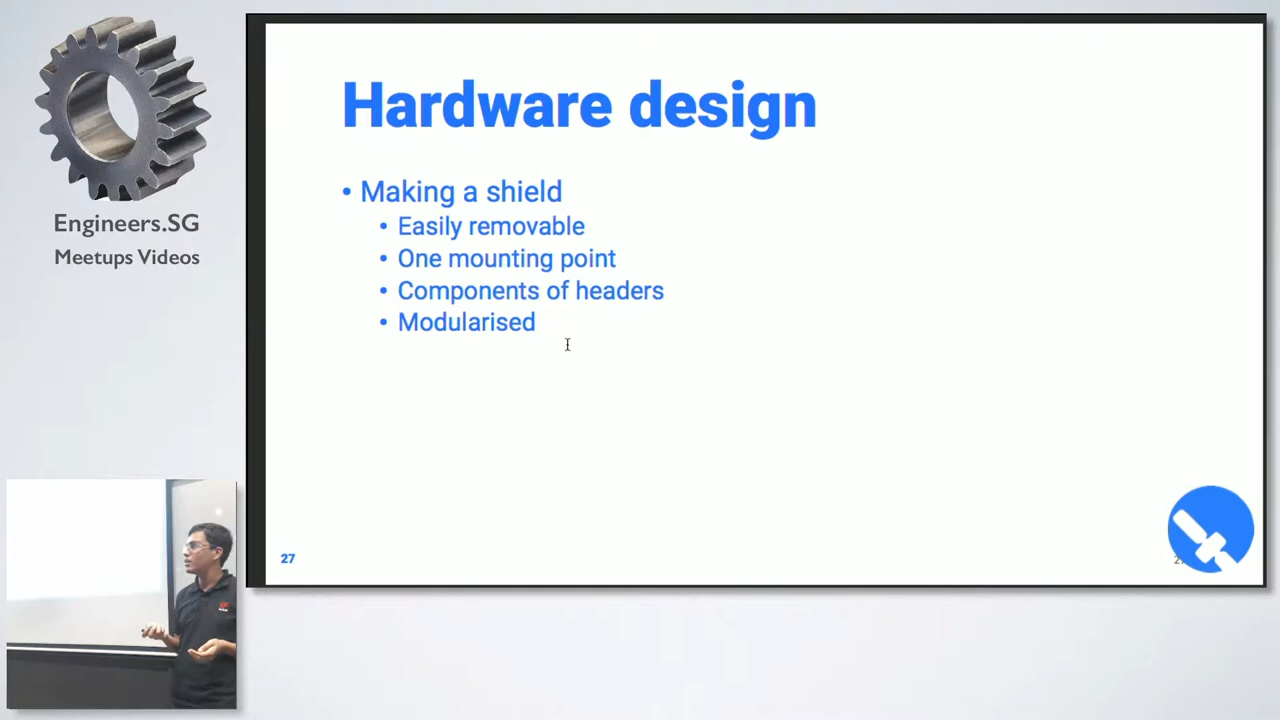 Engineers.SG
Meetups Videos
Hardware design
• Making a shield
• Easily removable
• One mounting point
• Components of headers
• Modularised
27